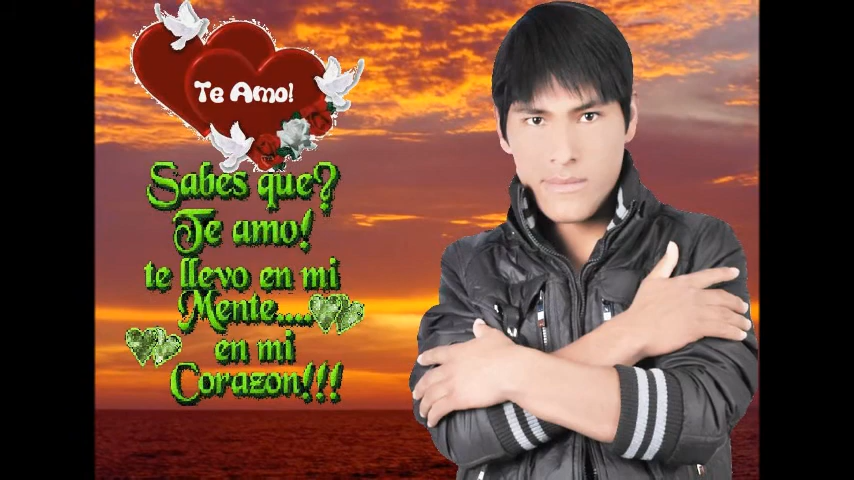 Te Amo!
Sabes que?
Te amo!
te llevo en mi
Mente....
en mi
Corazon!!!